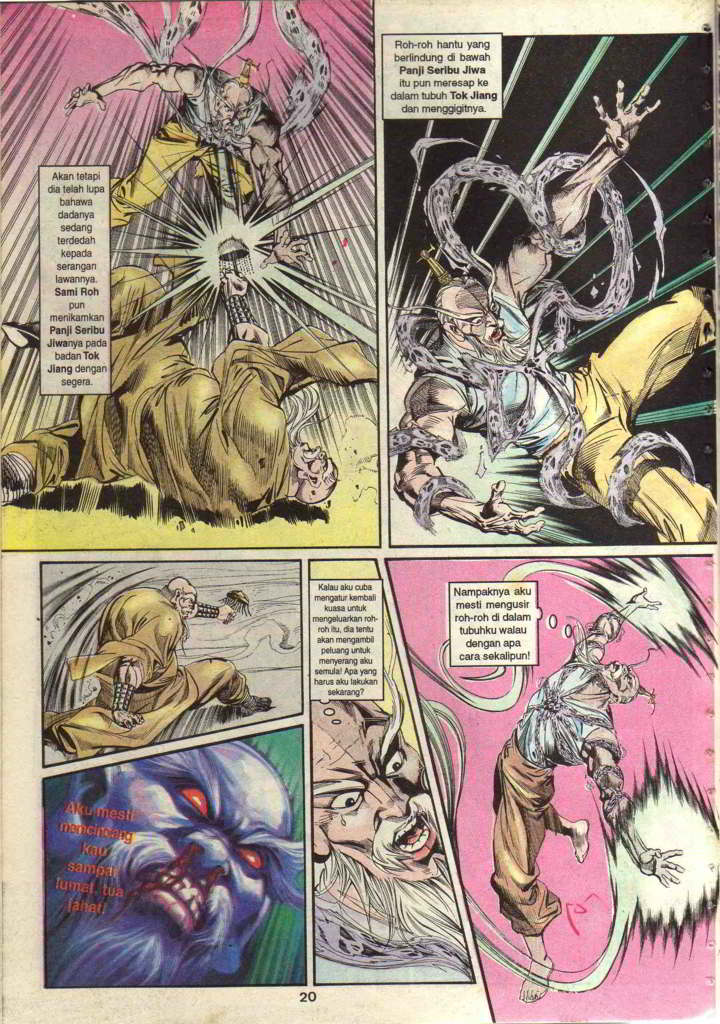 Akan tetapi
dia telah lupa
bahawa
dadanya
sedang
terdedah
kepada
serangan
lawannya.
Sami Roh
pun
menikamkan
Panji Seribu
Jiwanya pada
badan Tok
Jiang dengan
segera.
Roh-roh hantu yang
berlindung di bawah
Panji Seribu Jiwa
itu pun meresap ke
dalam tubuh Tok Jiang
dan menggigitnya.
Kalau aku cuba
mengatur kembali
kuasa untuk
mengeluarkan roh-
roh itu, dia tentu
akan mengambil
peluang untuk
menyerang aku
semula! Apa yang
harus aku lakukan
sekarang?
Nampaknya aku
mesti mengusir
roh-roh di dalam
tubuhku walau
dengan apa
cara sekalipun!
Aku mesti
mencincang
kau
sampai
lumat, tua
jahat!
20